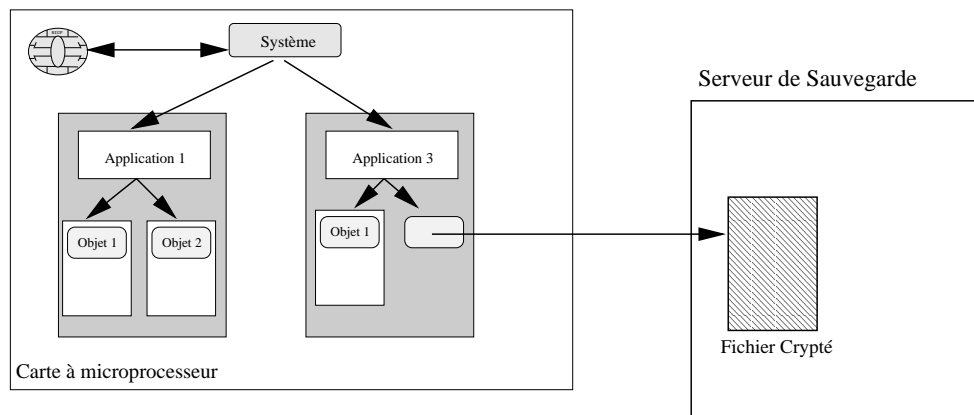 Système
Serveur de Sauvegarde
Application 1
Application 3
Objet 1
Objet 2
Objet 1
Fichier Crypté
Carte à microprocesseur